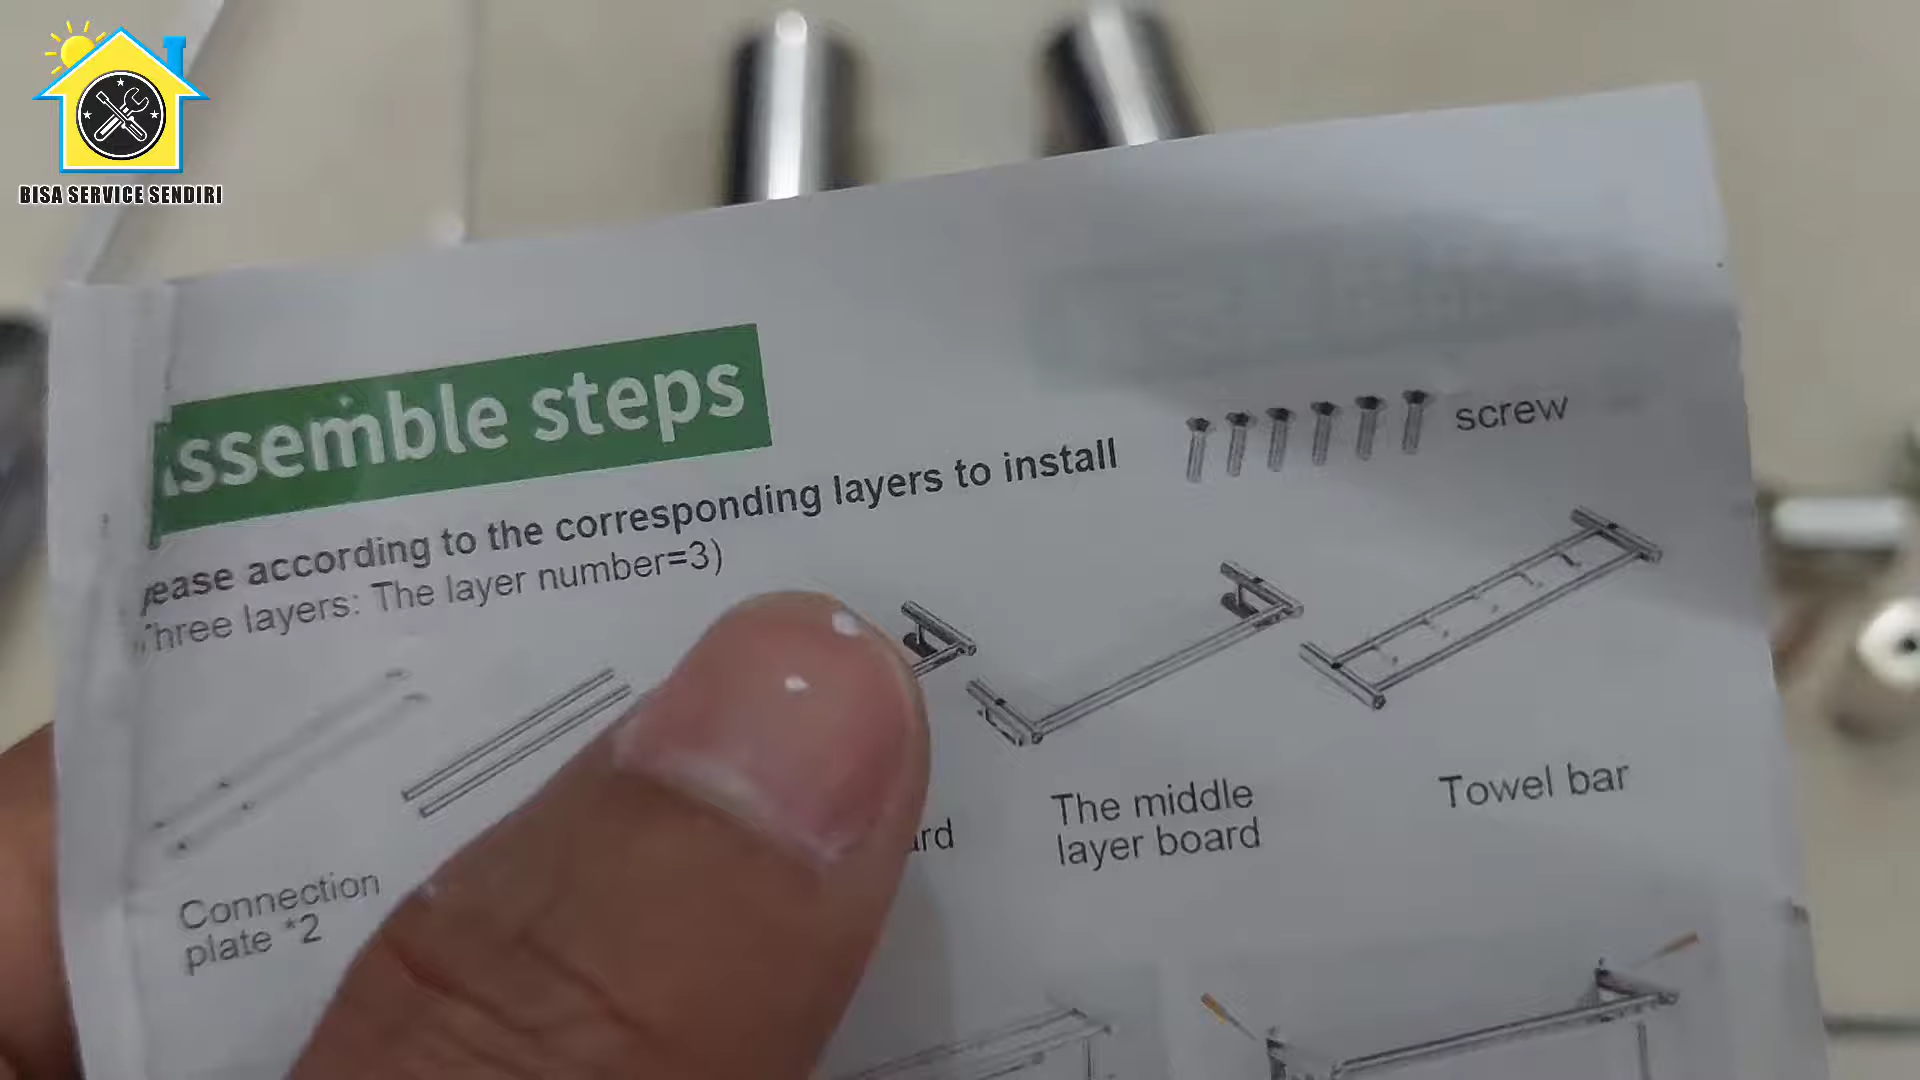 BISA SERVICE SENDIRI
ssemble steps
ease according to the corresponding layers to install
hree layers: The layer number=3)
screw
Connection
plate *2
ard
The middle
layer board
Towel bar